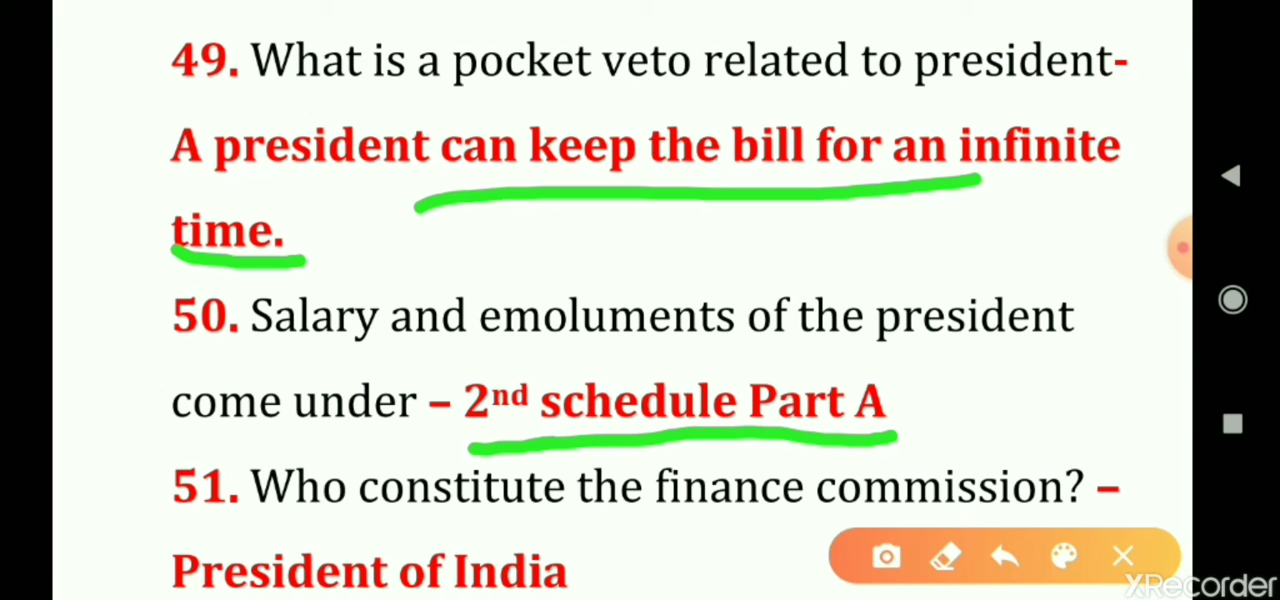 49. What is a pocket veto related to president-
A president can keep the bill for an infinite
time.
50. Salary and emoluments of the president
come under – 2nd schedule Part A
51. Who constitute the finance commission? –
President of India
XRecorder